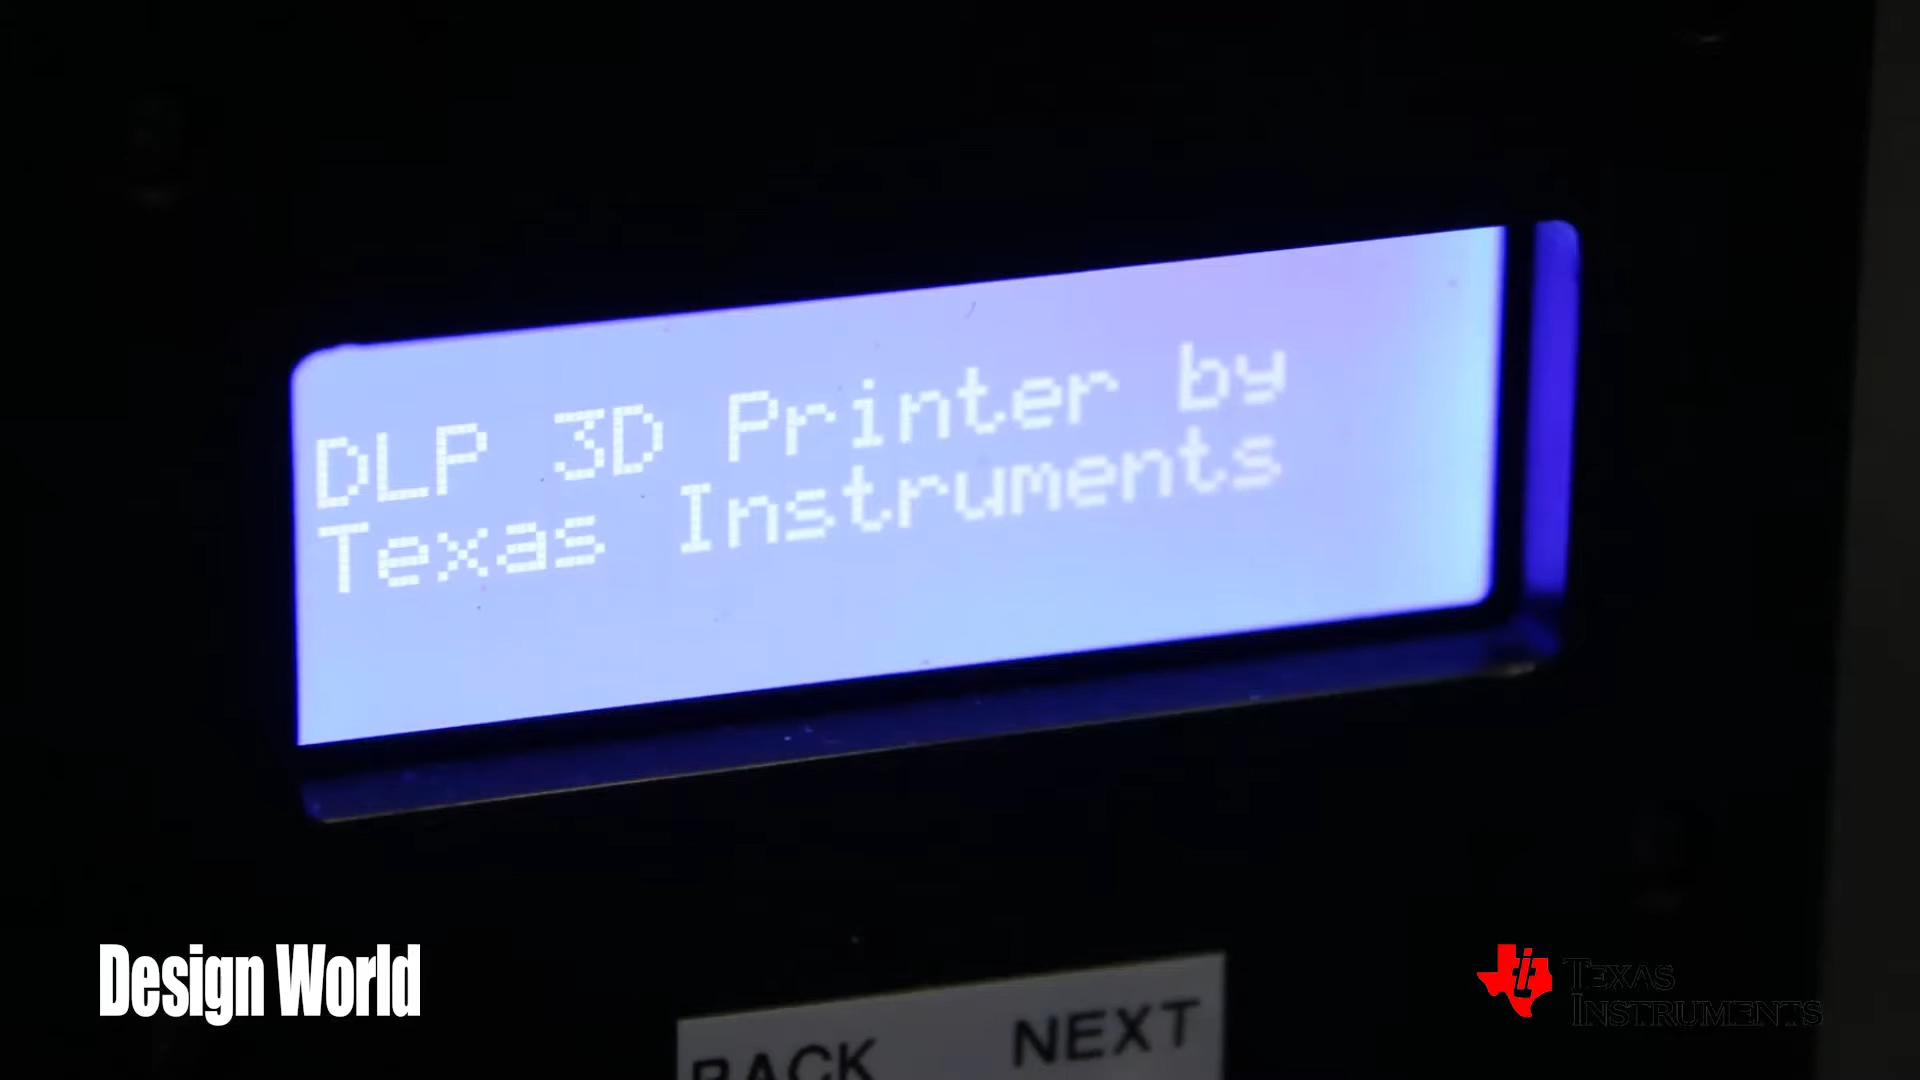 DLP 3D Printer by
Texas Instruments
Design World
TEXAS
INSTRUMENTS
BACK NEXT